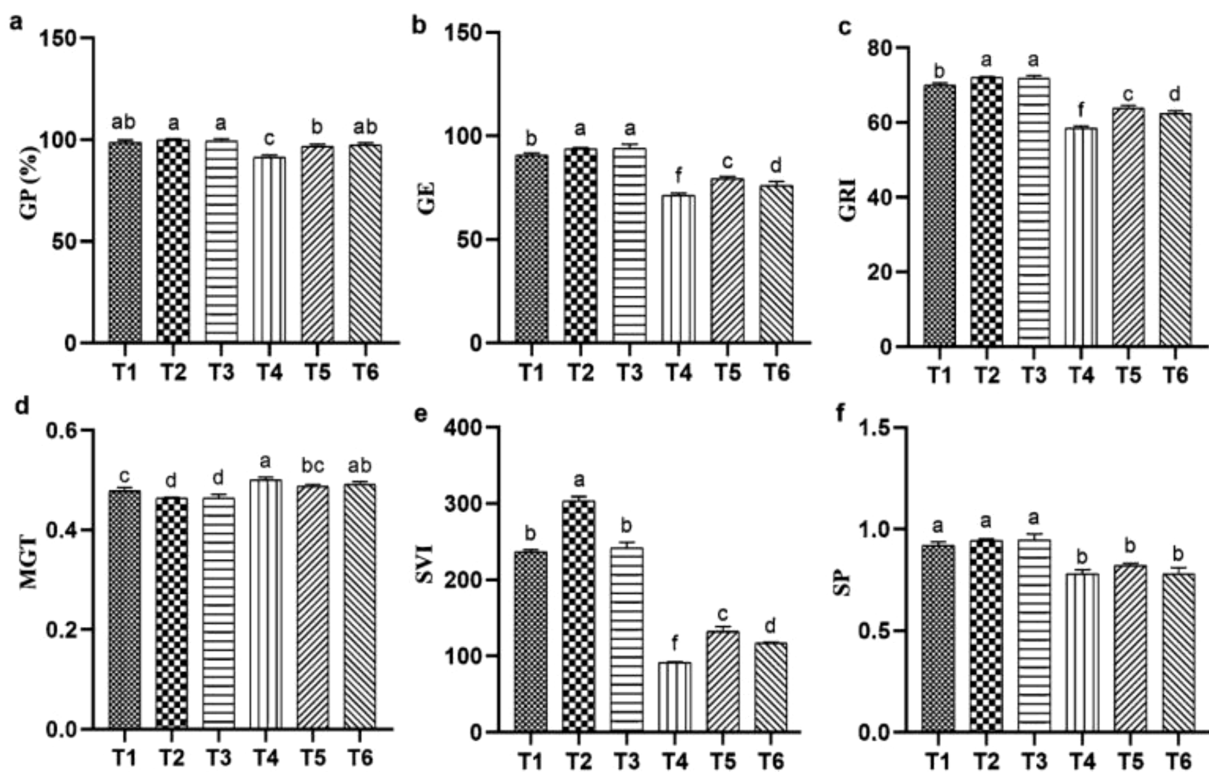 a
150
100
50
0
GP (%)
ab a a c b ab
T1 T2 T3 T4 T5 T6
b
150
100
50
0
GE
b a a f c d
T1 T2 T3 T4 T5 T6
c
80
60
40
20
0
GRI
b a a f c d
T1 T2 T3 T4 T5 T6
d
0.6
0.4
0.2
0.0
MGT
c d d a bc ab
T1 T2 T3 T4 T5 T6
e
400
300
200
100
0
SVI
b a b f c d
T1 T2 T3 T4 T5 T6
f
1.5
1.0
0.5
0.0
SP
a a a b b b
T1 T2 T3 T4 T5 T6